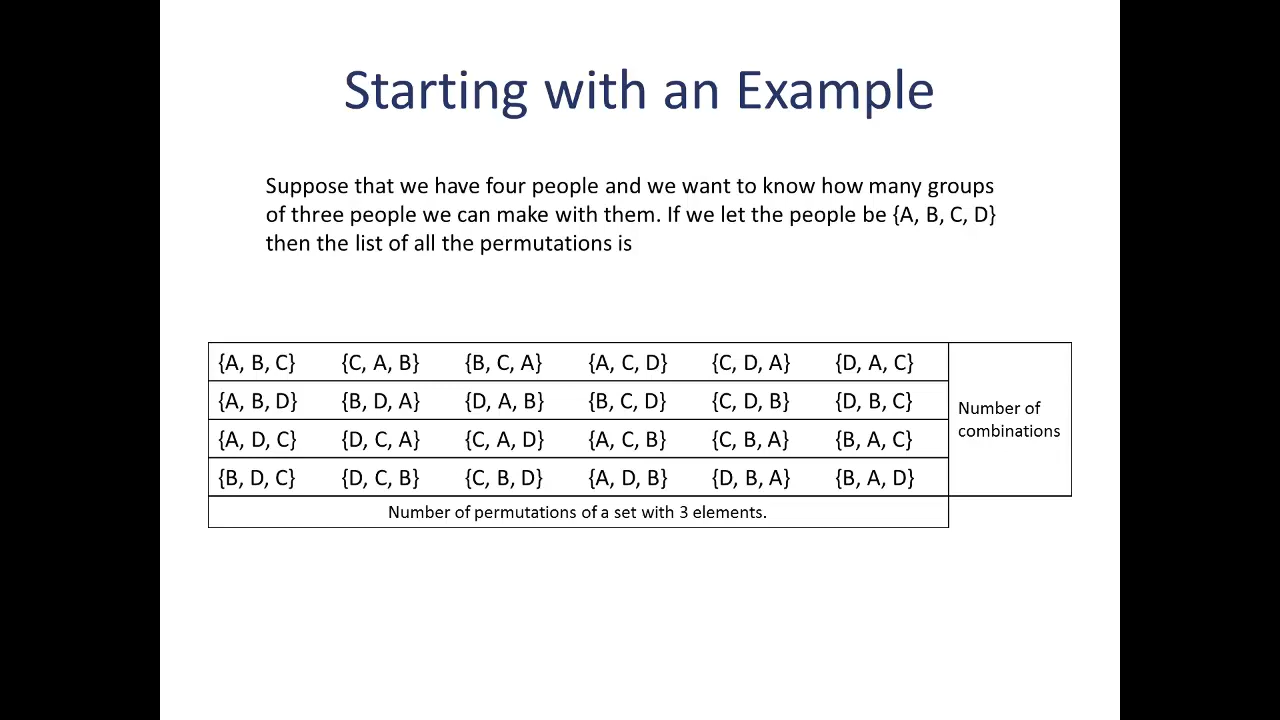 Starting with an Example
Suppose that we have four people and we want to know how many groups
of three people we can make with them. If we let the people be {A, B, C, D}
then the list of all the permutations is
{A, B, C} {C, A, B} {B, C, A} {A, C, D} {C, D, A} {D, A, C}
{A, B, D} {B, D, A} {D, A, B} {B, C, D} {C, D, B} {D, B, C}
{A, D, C} {D, C, A} {C, A, D} {A, C, B} {C, B, A} {B, A, C}
{B, D, C} {D, C, B} {C, B, D} {A, D, B} {D, B, A} {B, A, D}
Number of
combinations
Number of permutations of a set with 3 elements.